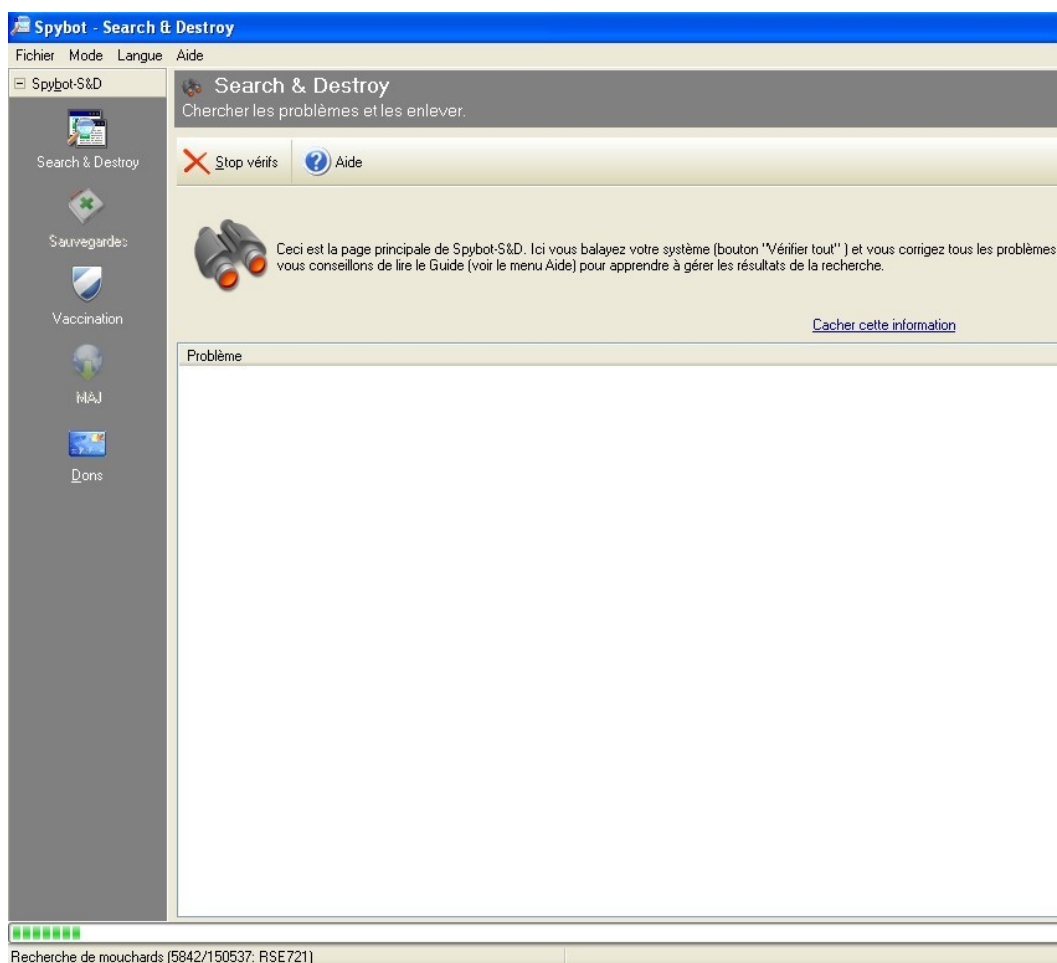 Spybot - Search & Destroy
Fichier Mode Langue Aide
Spybot-S&D
Search & Destroy
Chercher les problèmes et les enlever.
Stop vérifs Aide
Search & Destroy
Sauvegardes
Vaccination
MAJ
Dons
Ceci est la page principale de Spybot-S&D. Ici vous balayez votre système (bouton "Vérifier tout" ) et vous corrigez tous les problèmes
vous conseillons de lire le Guide (voir le menu Aide) pour apprendre à gérer les résultats de la recherche.
Cacher cette information
Problème
Recherche de mouchards (5842/150537: RSE721)